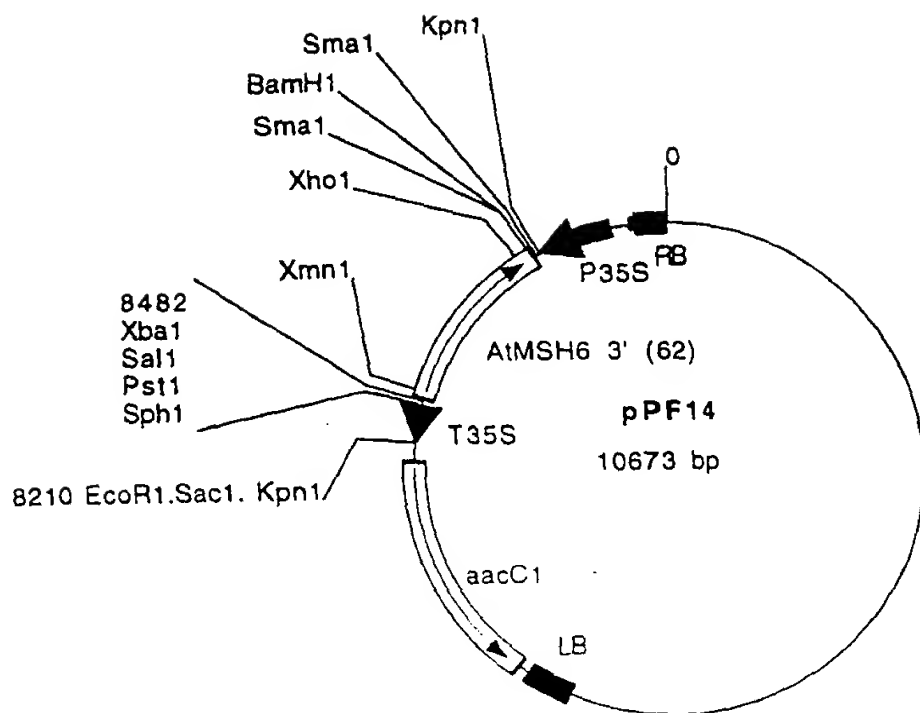 Kpn1
Sma1
BamH1
Sma1
Xho1
0
P35S
RB
Xmn1
8482
Xba1
Sal1
Pst1
Sph1
AtMSH6 3' (62)
pPF14
10673 bp
T35S
8210 EcoR1.Sac1. Kpn1
aacC1
LB